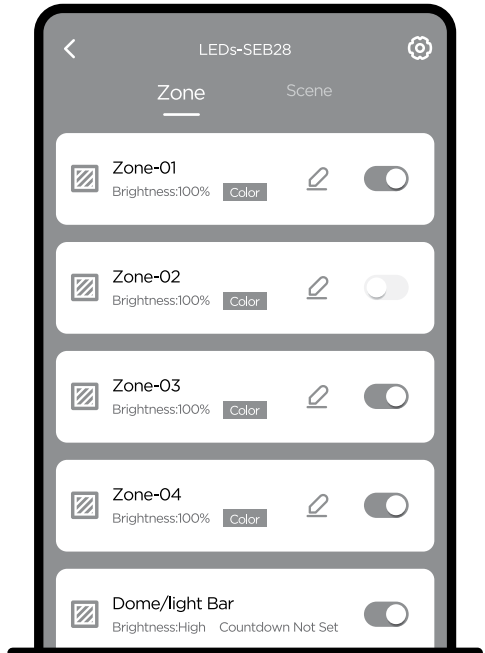 LEDs-SEB28
Zone Scene
Zone-01
Brightness:100% Color
Zone-02
Brightness:100% Color
Zone-03
Brightness:100% Color
Zone-04
Brightness:100% Color
Dome/light Bar
Brightness:High Countdown Not Set